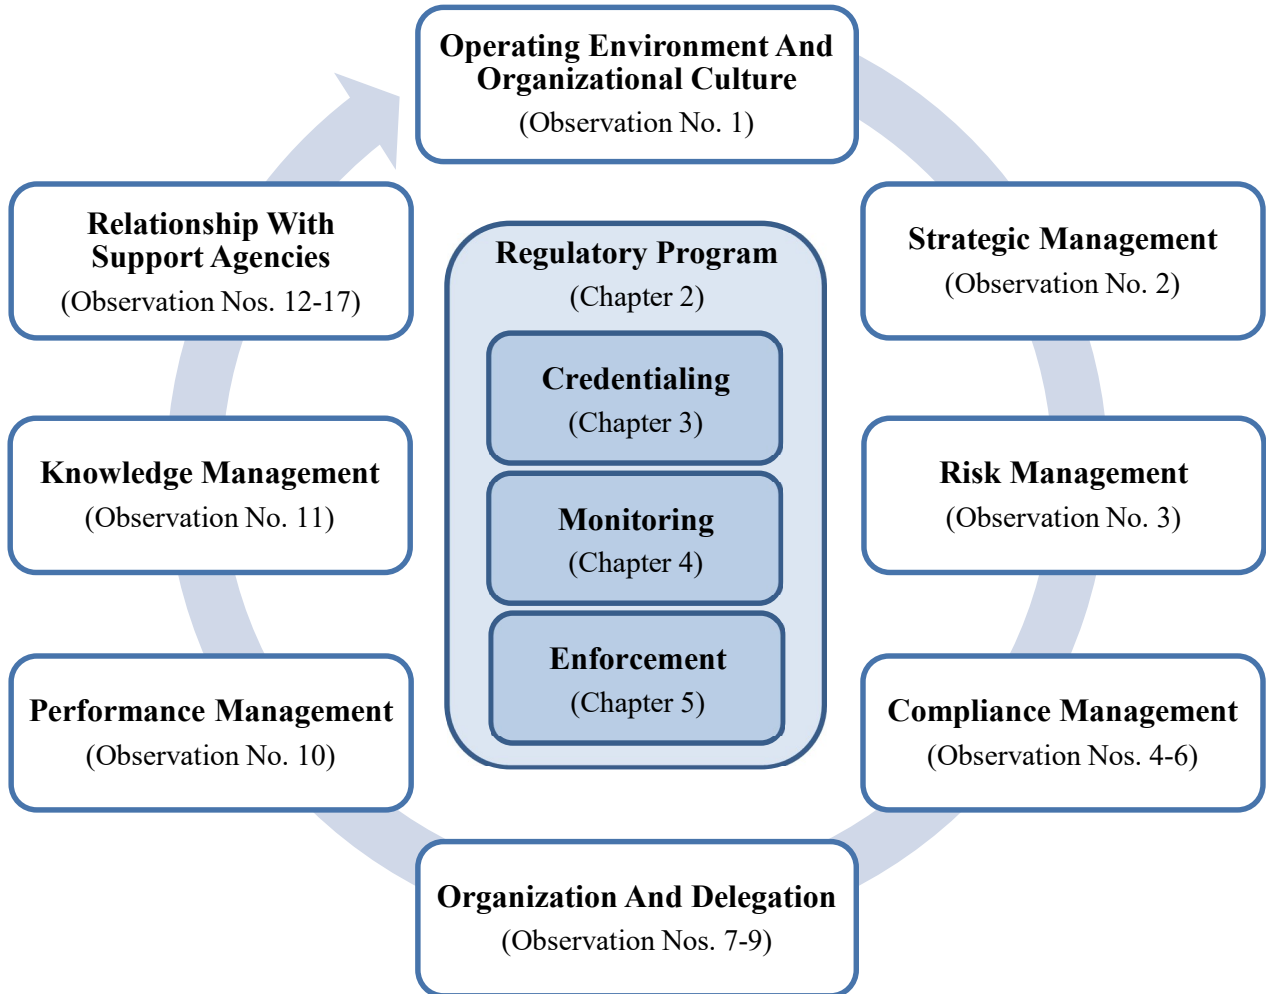 Operating Environment And
Organizational Culture
(Observation No. 1)
Strategic Management
(Observation No. 2)
Risk Management
(Observation No. 3)
Compliance Management
(Observation Nos. 4-6)
Organization And Delegation
(Observation Nos. 7-9)
Performance Management
(Observation No. 10)
Knowledge Management
(Observation No. 11)
Relationship With
Support Agencies
(Observation Nos. 12-17)
Regulatory Program
(Chapter 2)
Credentialing
(Chapter 3)
Monitoring
(Chapter 4)
Enforcement
(Chapter 5)